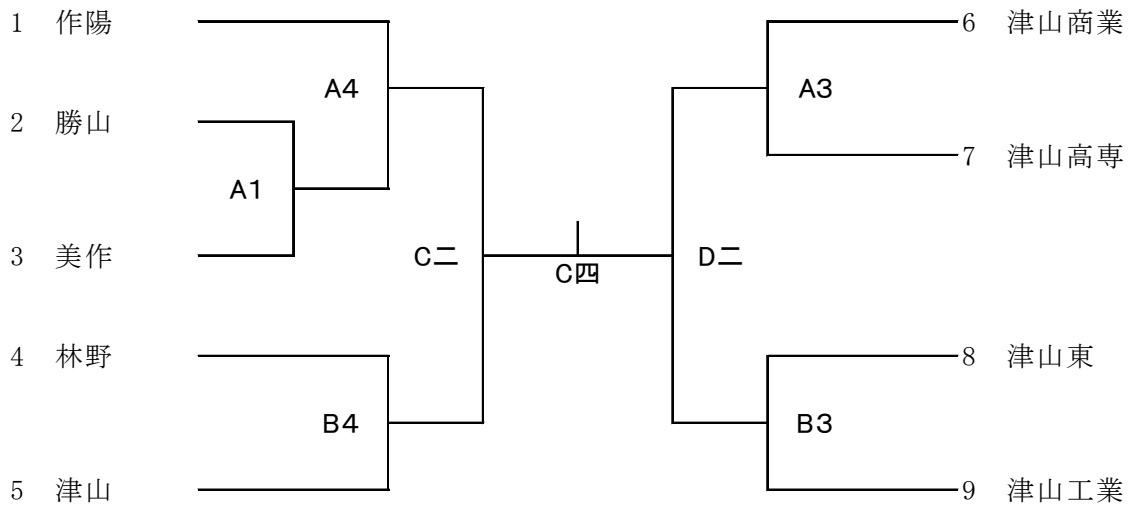 1 作陽
A4
2 勝山
A1
3 美作
C二
4 林野
B4
5 津山
C四
6 津山商業
A3
7 津山高専
D二
8 津山東
B3
9 津山工業